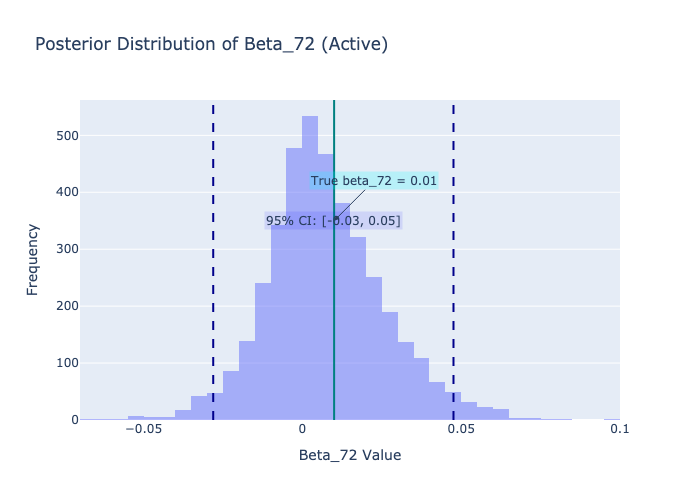 Posterior Distribution of Beta_72 (Active)
500
400
300
200
100
0
Frequency
True beta_72 = 0.01
95% CI: [-0.03, 0.05]
−0.05
0
0.05
0.1
Beta_72 Value